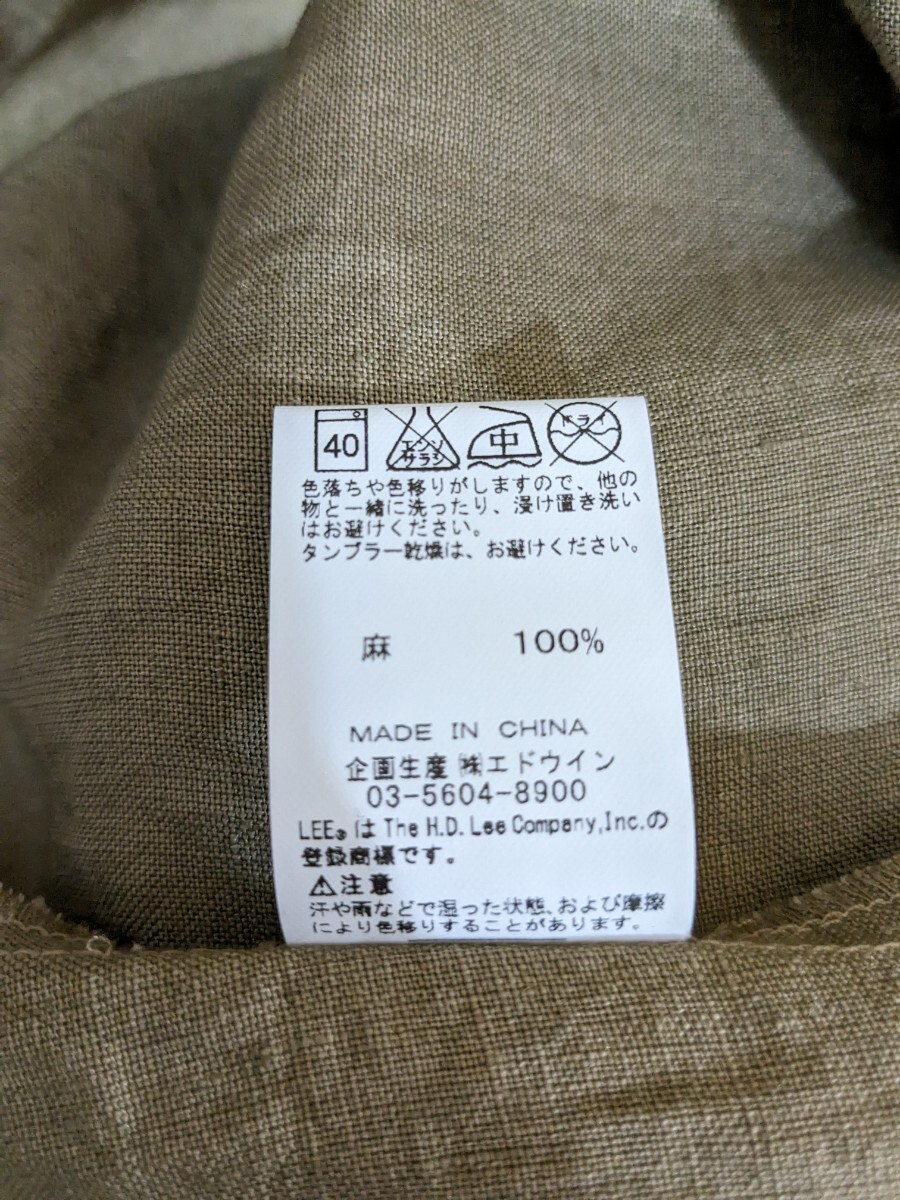 40 エンソ サラシ 中 ドライ
色落ちや色移りがしますので、他の
物と一緒に洗ったり、浸け置き洗い
はお避けください。
タンブラー乾燥は、お避けください。
麻 100%
MADE IN CHINA
企画生産 ㈱エドウイン
03-5604-8900
LEE®は The H.D. Lee Company,Inc.の
登録商標です。
⚠注意
汗や雨などで湿った状態、および摩擦
により色移りすることがあります。